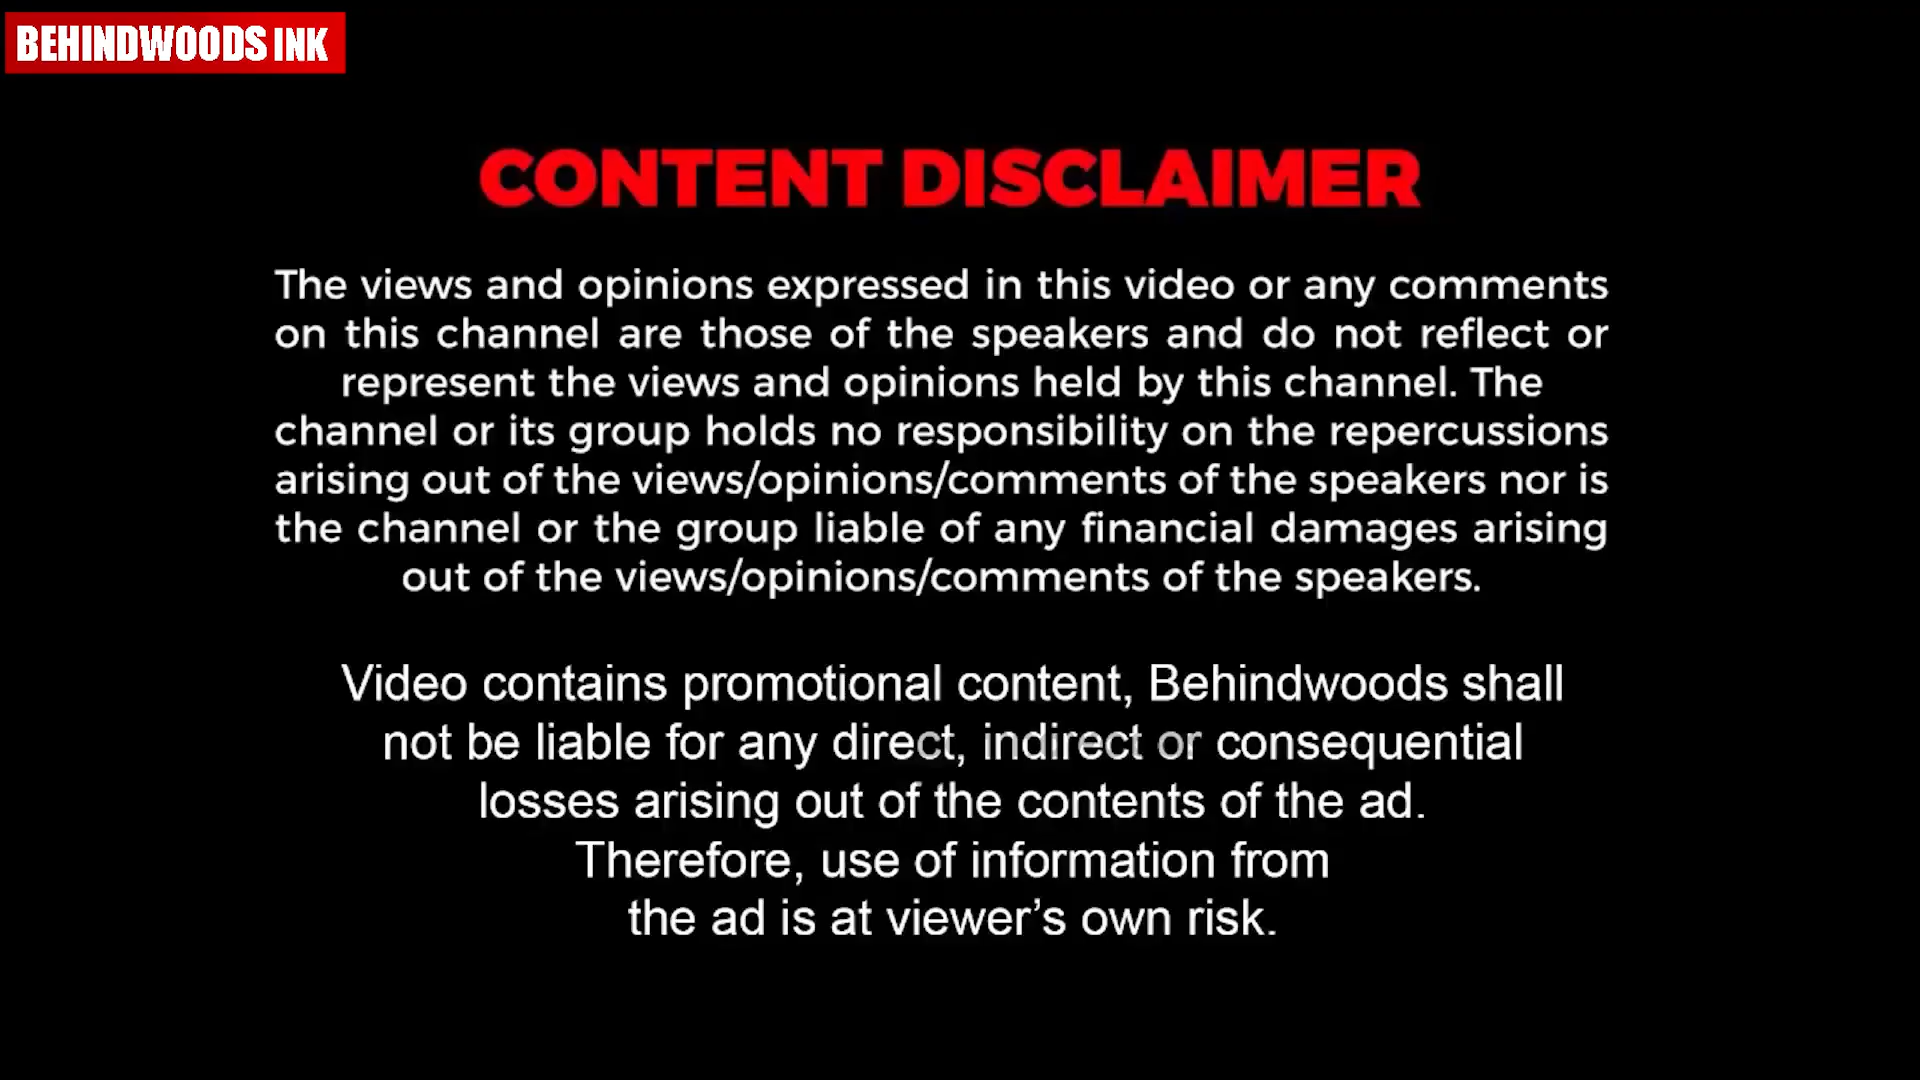 BEHINDWOODS INK
CONTENT DISCLAIMER
The views and opinions expressed in this video or any comments
on this channel are those of the speakers and do not reflect or
represent the views and opinions held by this channel. The
channel or its group holds no responsibility on the repercussions
arising out of the views/opinions/comments of the speakers nor is
the channel or the group liable of any financial damages arising
out of the views/opinions/comments of the speakers.
Video contains promotional content, Behindwoods shall
not be liable for any direct, indirect or consequential
losses arising out of the contents of the ad.
Therefore, use of information from
the ad is at viewer’s own risk.